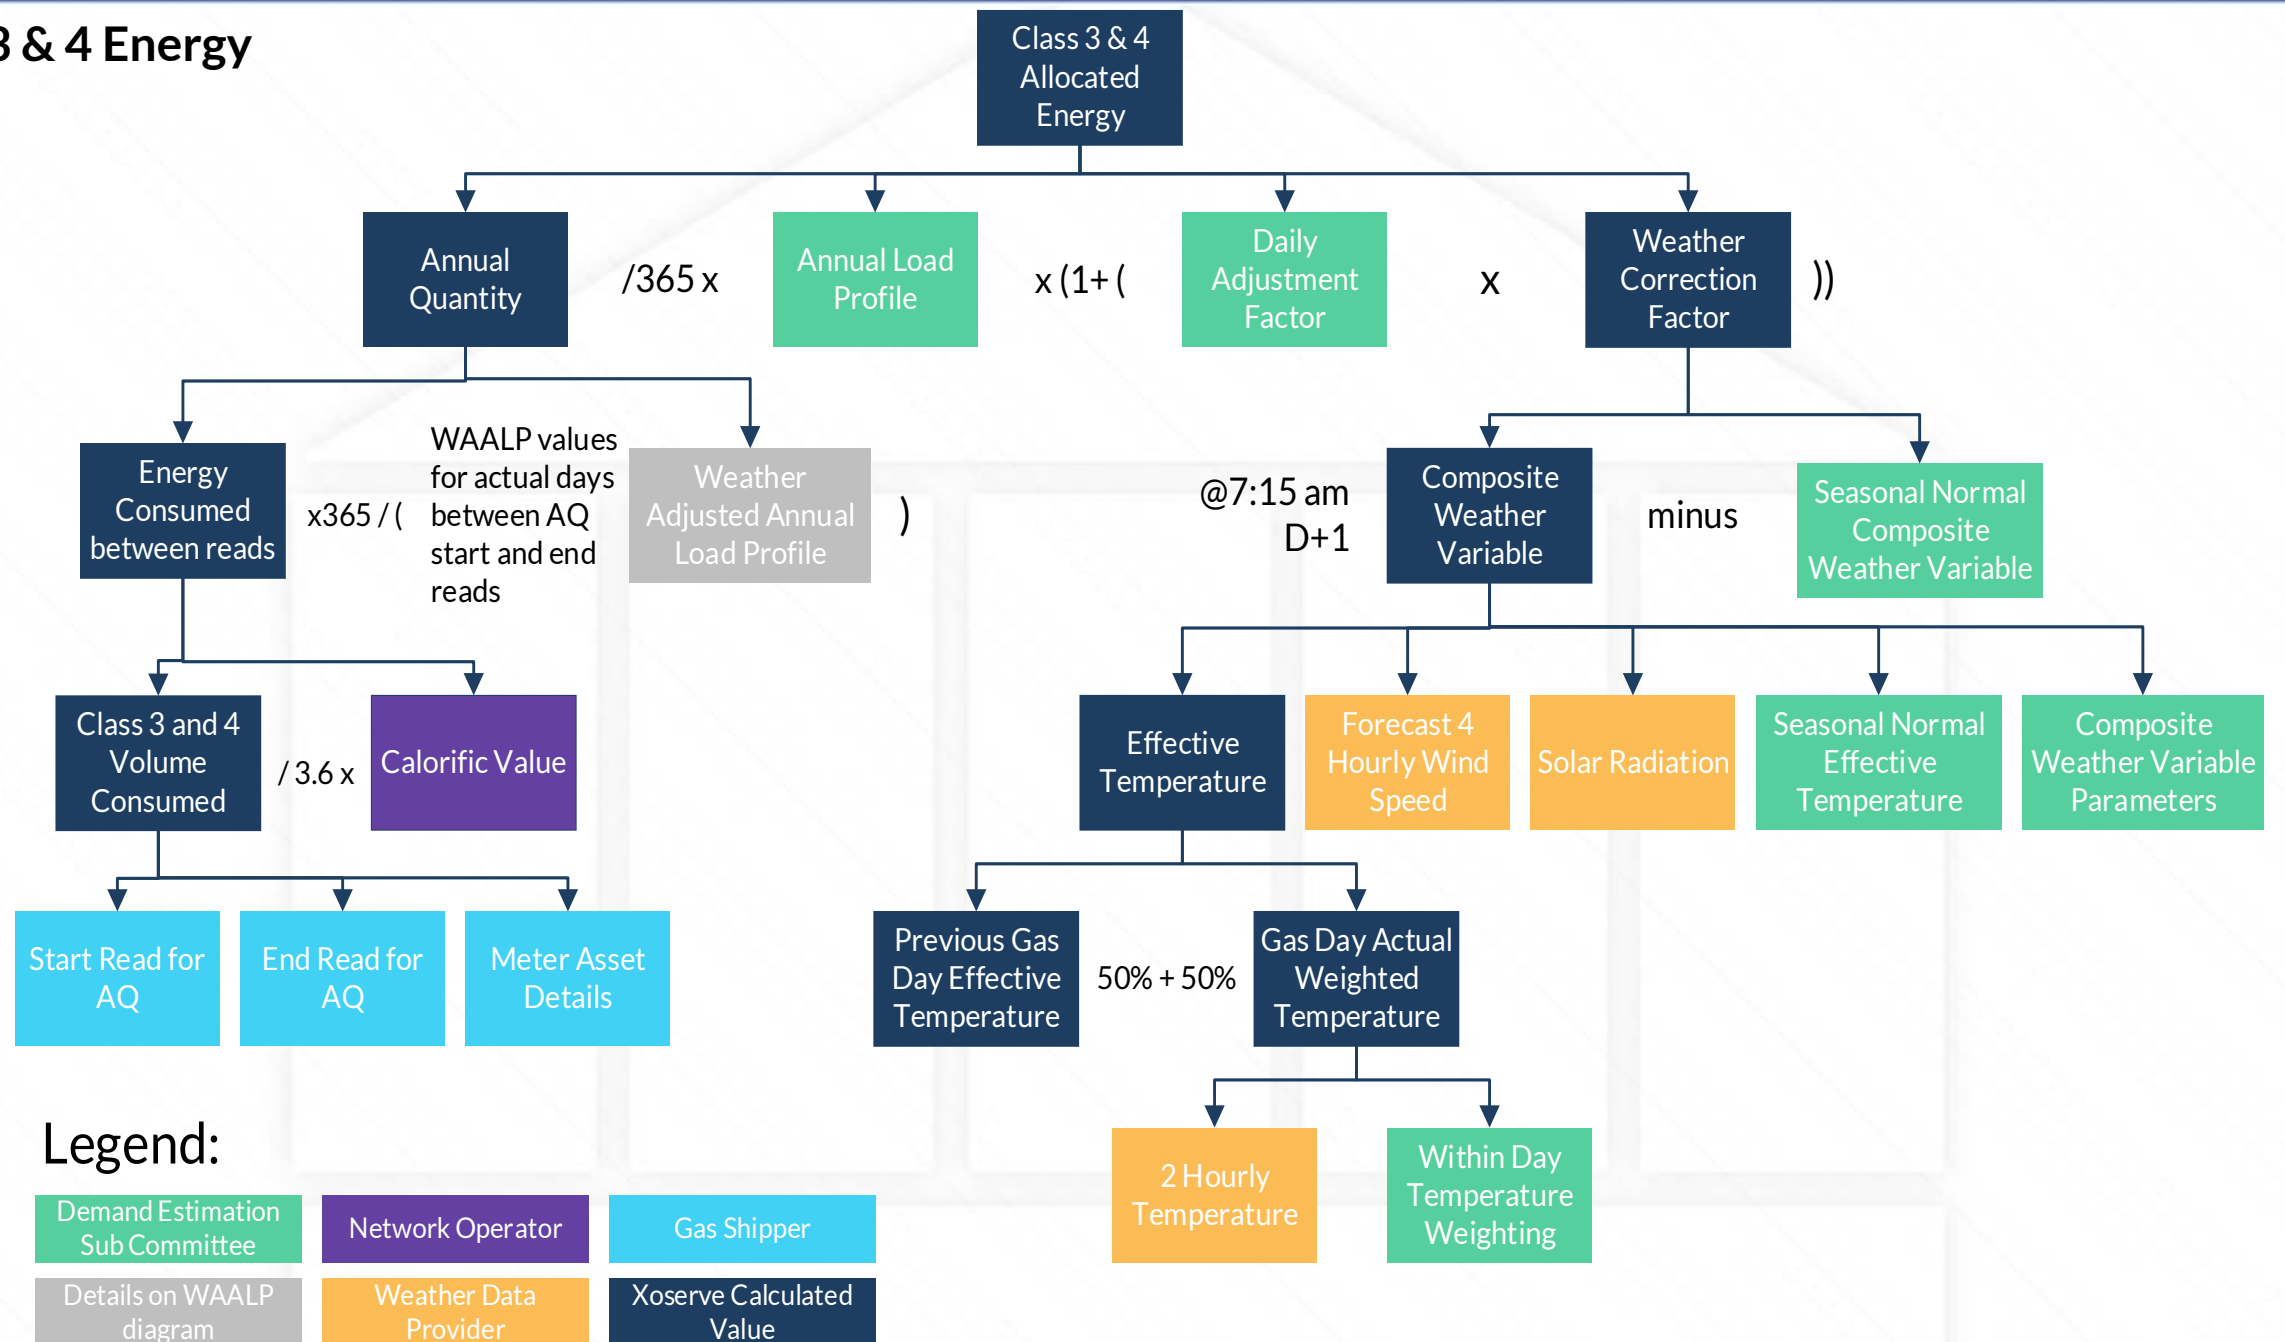 3 & 4 Energy
Class 3 & 4
Allocated
Energy
Annual
Quantity
/365 x
Annual Load
Profile
x (1+ (
Daily
Adjustment
Factor
x
Weather
Correction
Factor
))
Energy
Consumed
between reads
x365 / (
WAALP values
for actual days
between AQ
start and end
reads
Weather
Adjusted Annual
Load Profile
)
@7:15 am
D+1
Composite
Weather
Variable
minus
Seasonal Normal
Composite
Weather Variable
Class 3 and 4
Volume
Consumed
/ 3.6 x
Calorific Value
Effective
Temperature
Forecast 4
Hourly Wind
Speed
Solar Radiation
Seasonal Normal
Effective
Temperature
Composite
Weather Variable
Parameters
Start Read for
AQ
End Read for
AQ
Meter Asset
Details
Previous Gas
Day Effective
Temperature
50% + 50%
Gas Day Actual
Weighted
Temperature
2 Hourly
Temperature
Within Day
Temperature
Weighting
Legend:
Demand Estimation
Sub Committee
Network Operator
Gas Shipper
Details on WAALP
diagram
Weather Data
Provider
Xoserve Calculated
Value